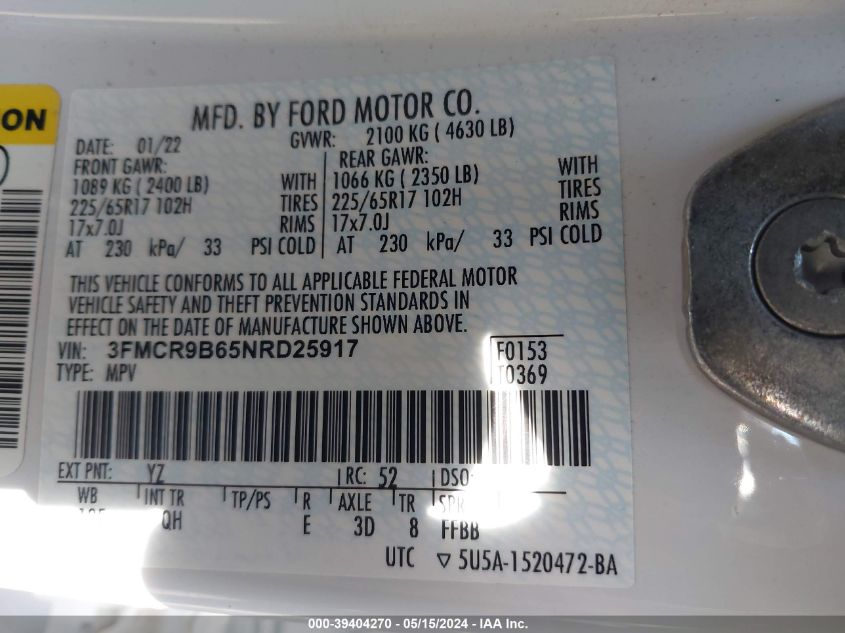 ON
MFD. BY FORD MOTOR CO.
DATE: 01/22 GVWR: 2100 KG ( 4630 LB)
FRONT GAWR: REAR GAWR:
1089 KG ( 2400 LB) WITH 1066 KG ( 2350 LB) WITH
225/65R17 102H TIRES 225/65R17 102H TIRES
17x7.0J RIMS 17x7.0J RIMS
AT 230 kPa/ 33 PSI COLD AT 230 kPa/ 33 PSI COLD
THIS VEHICLE CONFORMS TO ALL APPLICABLE FEDERAL MOTOR
VEHICLE SAFETY AND THEFT PREVENTION STANDARDS IN
EFFECT ON THE DATE OF MANUFACTURE SHOWN ABOVE.
VIN: 3FMCR9B65NRD25917 F0153
TYPE: MPV T0369
EXT PNT: YZ RC: 52 DSO:
WB INT TR TP/PS R AXLE TR SPR
QH E 3D 8 FFBB
UTC ▽ 5U5A-1520472-BA
000-39404270 - 05/15/2024 - IAA Inc.